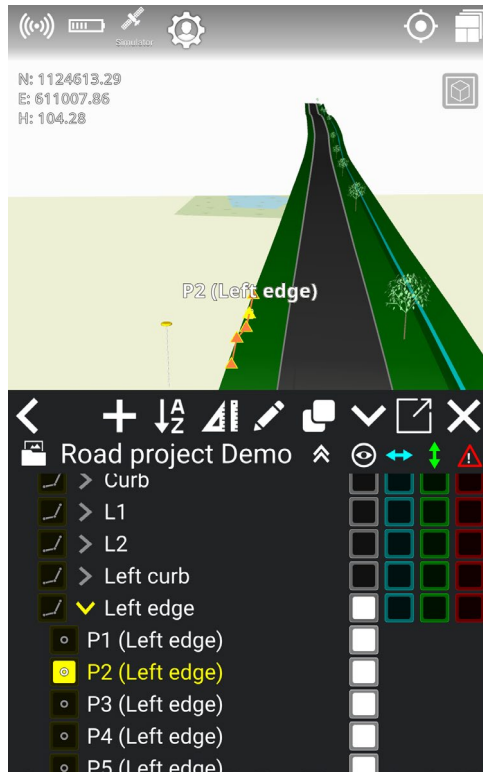 Simulator
N: 1124613.29
E: 611007.86
H: 104.28
P2 (Left edge)
A
Z
Road project Demo
Curb
L1
L2
Left curb
Left edge
P1 (Left edge)
P2 (Left edge)
P3 (Left edge)
P4 (Left edge)
P5 (Left edge)